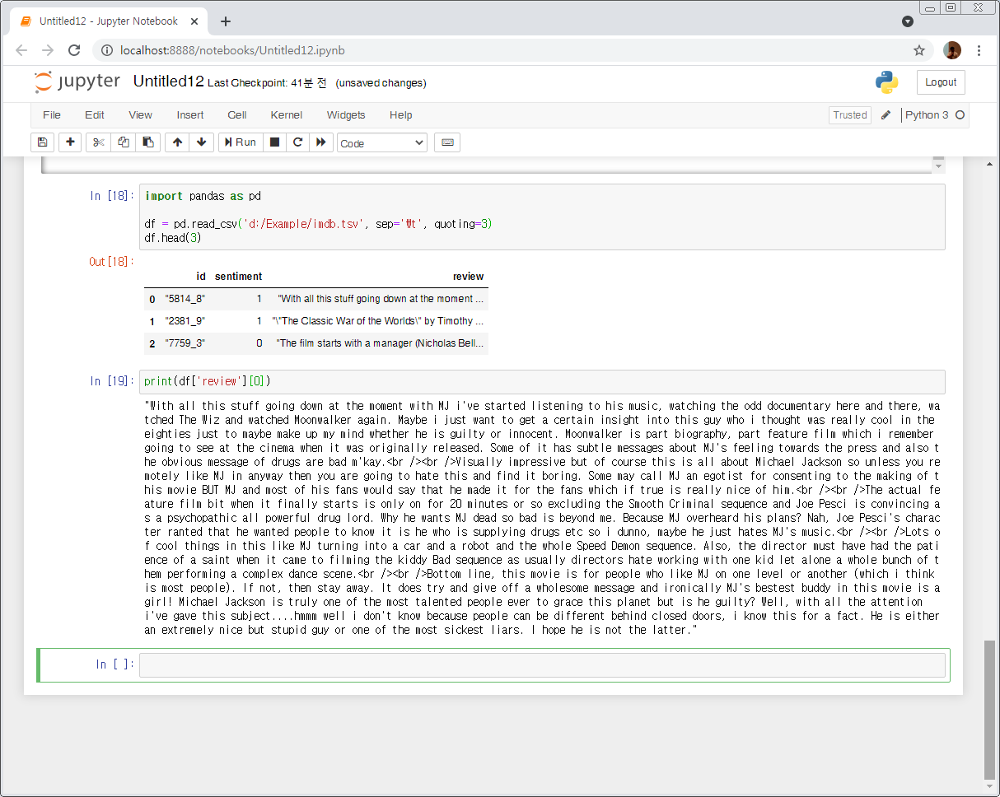 Untitled12 - Jupyter Notebook
localhost:8888/notebooks/Untitled12.ipynb
jupyter Untitled12 Last Checkpoint: 41분 전 (unsaved changes) Logout
File Edit View Insert Cell Kernel Widgets Help Trusted Python 3
Run Code
In [18]: import pandas as pd
df = pd.read_csv('d:/Example/imdb.tsv', sep='₩t', quoting=3)
df.head(3)
Out[18]:
id sentiment review
0 "5814_8" 1 "With all this stuff going down at the moment ...
1 "2381_9" 1 "\"The Classic War of the Worlds\" by Timothy ...
2 "7759_3" 0 "The film starts with a manager (Nicholas Bell...
In [19]: print(df['review'][0])
"With all this stuff going down at the moment with MJ i've started listening to his music, watching the odd documentary here and there, wa
tched The Wiz and watched Moonwalker again. Maybe i just want to get a certain insight into this guy who i thought was really cool in the
eighties just to maybe make up my mind whether he is guilty or innocent. Moonwalker is part biography, part feature film which i remember
going to see at the cinema when it was originally released. Some of it has subtle messages about MJ's feeling towards the press and also t
he obvious message of drugs are bad m'kay.<br /><br />Visually impressive but of course this is all about Michael Jackson so unless you re
motely like MJ in anyway then you are going to hate this and find it boring. Some may call MJ an egotist for consenting to the making of t
his movie BUT MJ and most of his fans would say that he made it for the fans which if true is really nice of him.<br /><br />The actual fe
ature film bit when it finally starts is only on for 20 minutes or so excluding the Smooth Criminal sequence and Joe Pesci is convincing a
s a psychopathic all powerful drug lord. Why he wants MJ dead so bad is beyond me. Because MJ overheard his plans? Nah, Joe Pesci's charac
ter ranted that he wanted people to know it is he who is supplying drugs etc so i dunno, maybe he just hates MJ's music.<br /><br />Lots o
f cool things in this like MJ turning into a car and a robot and the whole Speed Demon sequence. Also, the director must have had the pati
ence of a saint when it came to filming the kiddy Bad sequence as usually directors hate working with one kid let alone a whole bunch of t
hem performing a complex dance scene.<br /><br />Bottom line, this movie is for people who like MJ on one level or another (which i think
is most people). If not, then stay away. It does try and give off a wholesome message and ironically MJ's bestest buddy in this movie is a
girl! Michael Jackson is truly one of the most talented people ever to grace this planet but is he guilty? Well, with all the attention
i've gave this subject....hmmm well i don't know because people can be different behind closed doors, i know this for a fact. He is either
an extremely nice but stupid guy or one of the most sickest liars. I hope he is not the latter."
In [ ]: